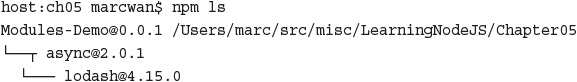 host:ch05 marcwan$ npm ls
Modules-Demo@0.0.1 /Users/marc/src/misc/LearningNodeJS/Chapter05
└─┬ async@2.0.1
  └── lodash@4.15.0